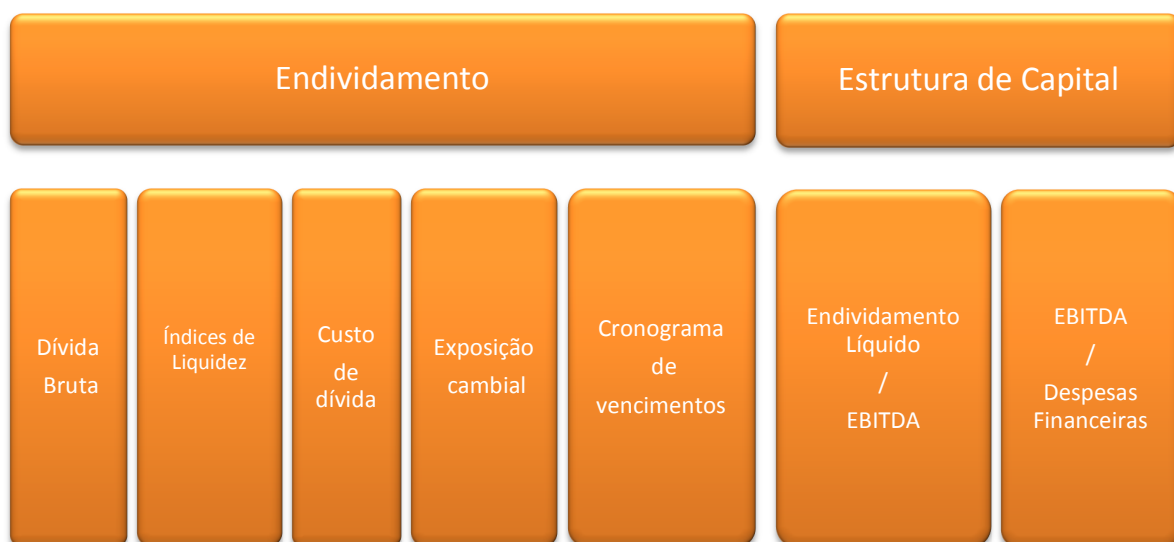 Endividamento
Estrutura de Capital
Dívida
Bruta
Índices de
Liquidez
Custo
de
dívida
Exposição
cambial
Cronograma
de
vencimentos
Endividamento
Líquido
/
EBITDA
EBITDA
/
Despesas
Financeiras